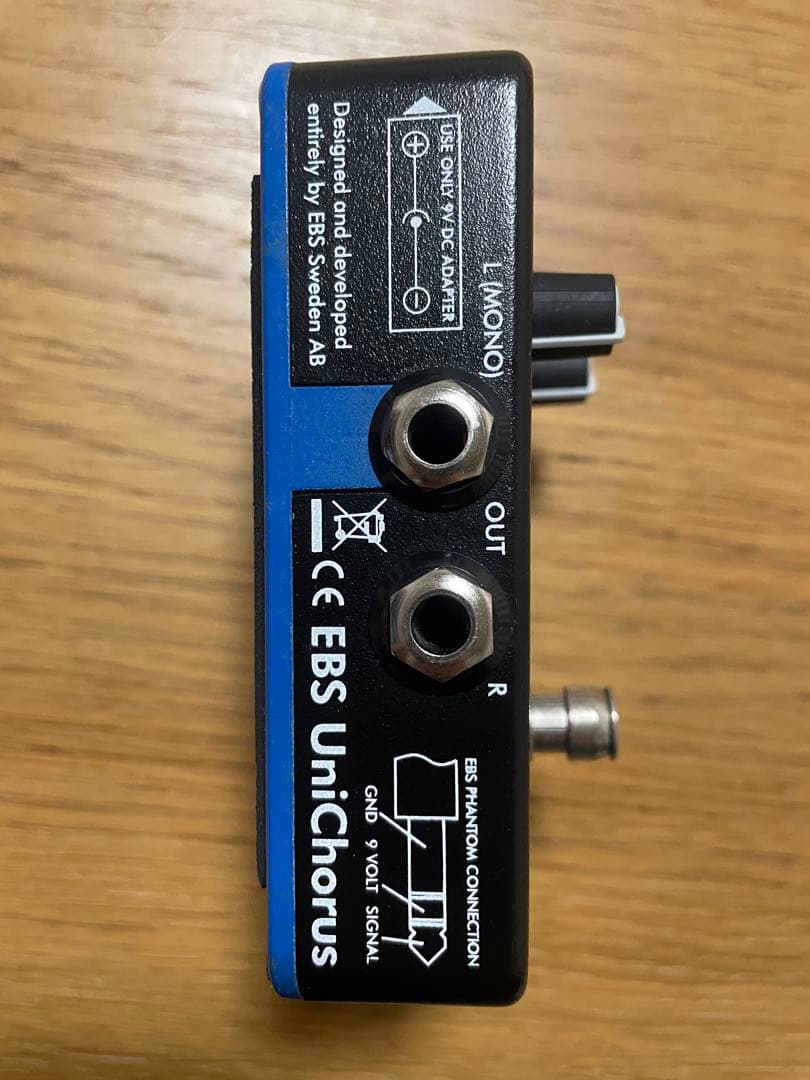 USE ONLY 9V DC ADAPTER
+ -
Designed and developed
entirely by EBS Sweden AB
L (MONO)
OUT
R
CE EBS UniChorus
EBS PHANTOM CONNECTION
GND 9 VOLT SIGNAL